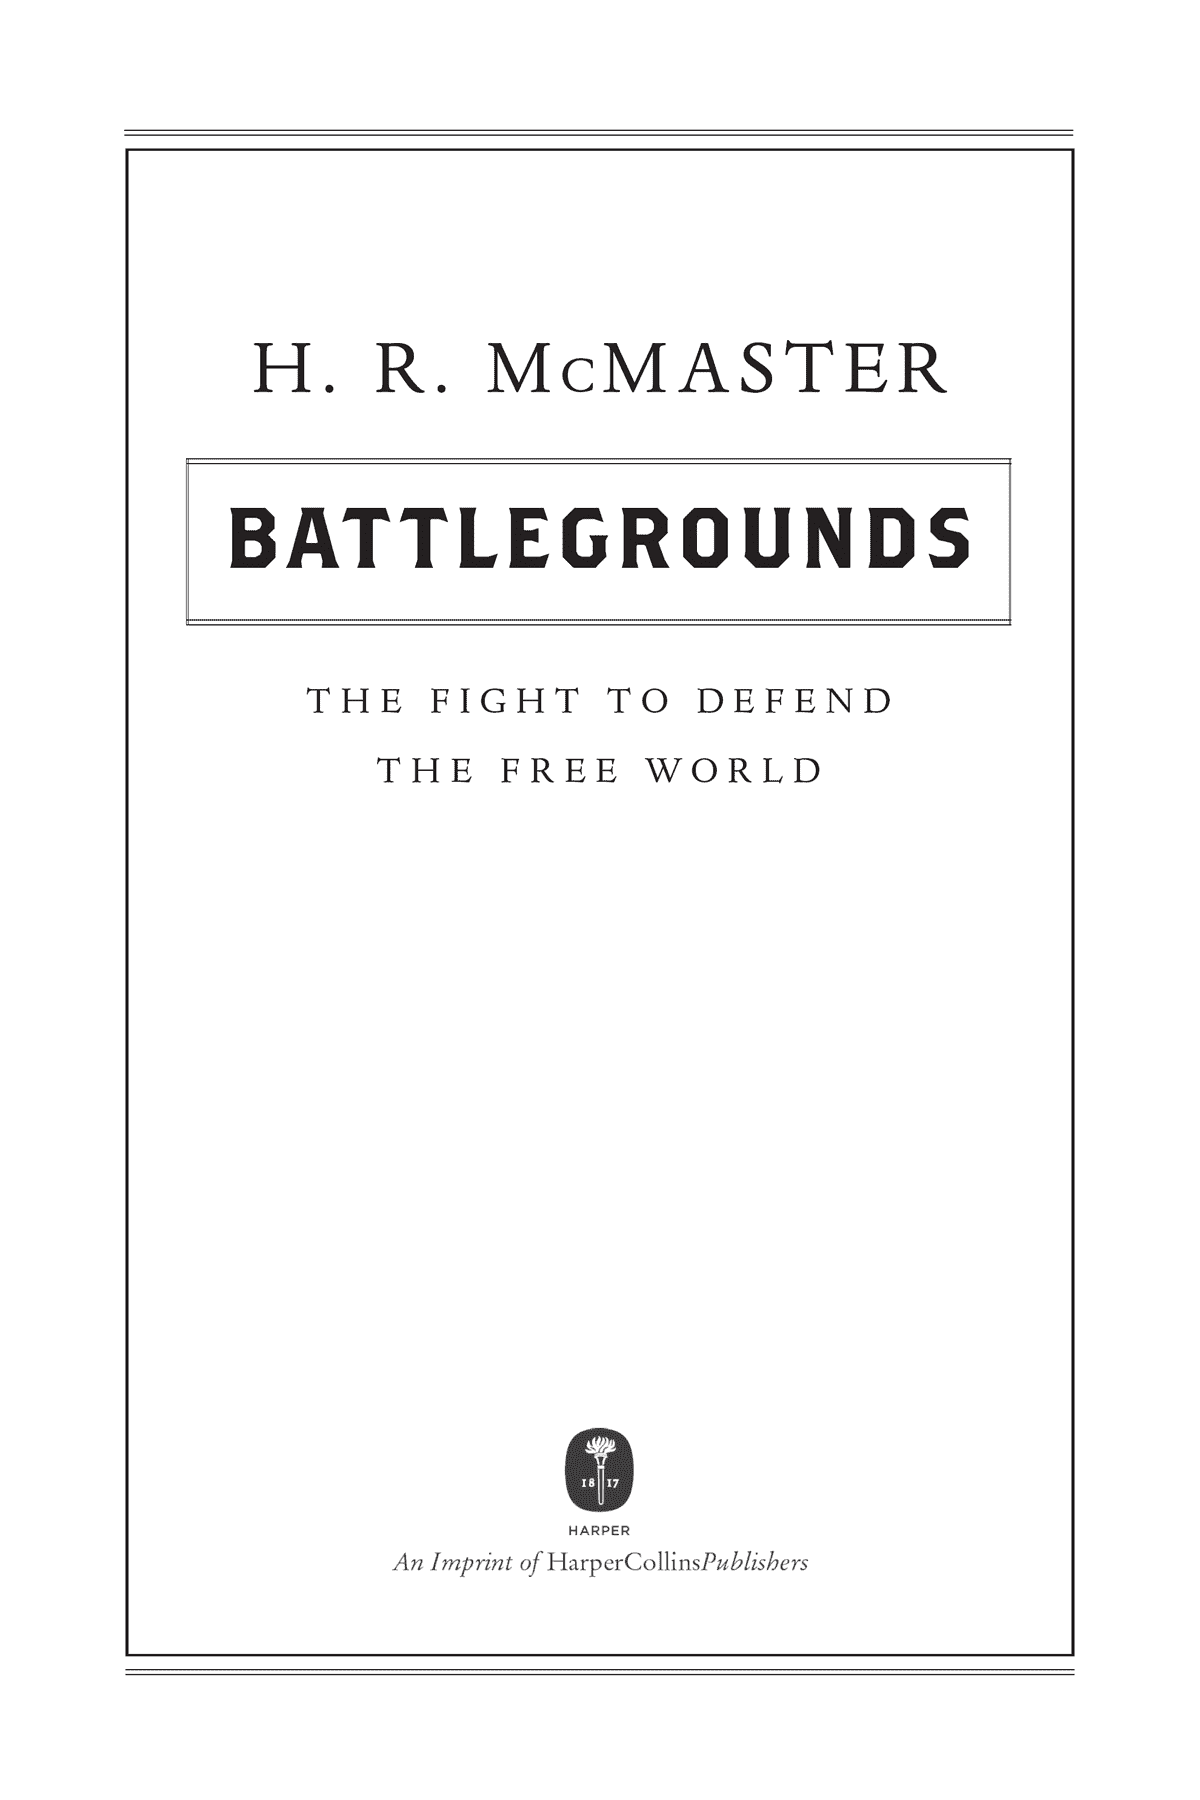 H. R. McMASTER
BATTLEGROUNDS
THE FIGHT TO DEFEND
THE FREE WORLD
18 17
HARPER
An Imprint of HarperCollinsPublishers